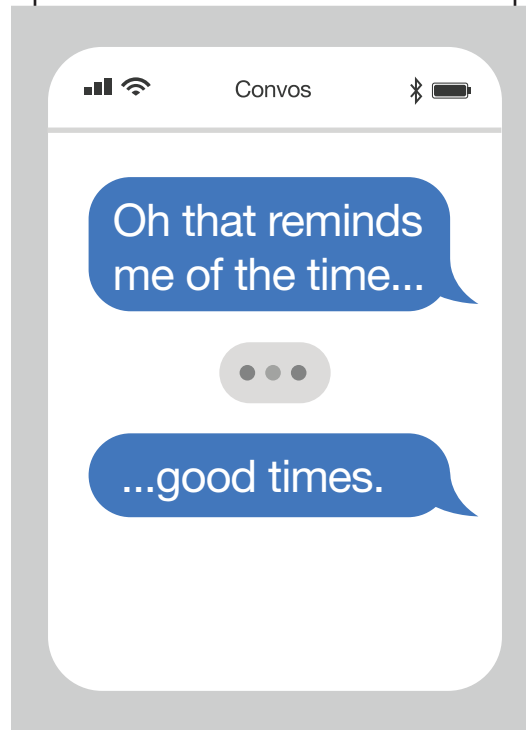 Convos
Oh that reminds
me of the time...
...good times.